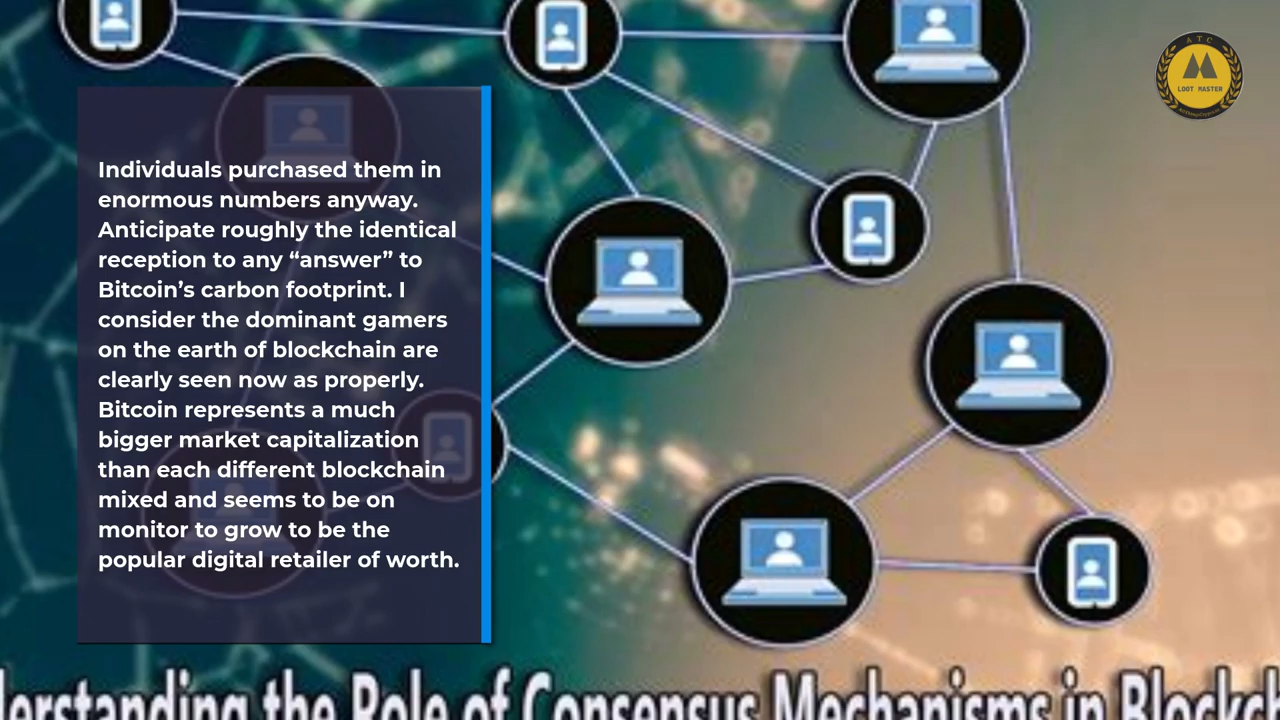 ATC
LOOT MASTER
Individuals purchased them in
enormous numbers anyway.
Anticipate roughly the identical
reception to any “answer” to
Bitcoin’s carbon footprint. I
consider the dominant gamers
on the earth of blockchain are
clearly seen now as properly.
Bitcoin represents a much
bigger market capitalization
than each different blockchain
mixed and seems to be on
monitor to grow to be the
popular digital retailer of worth.
derstanding the Role of Consensus Mechanisms in Blockch